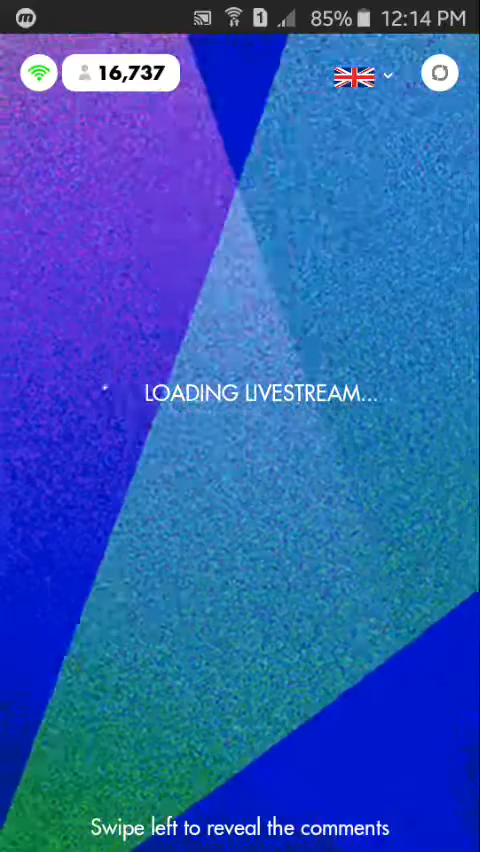 85% 12:14 PM
16,737
LOADING LIVESTREAM...
Swipe left to reveal the comments